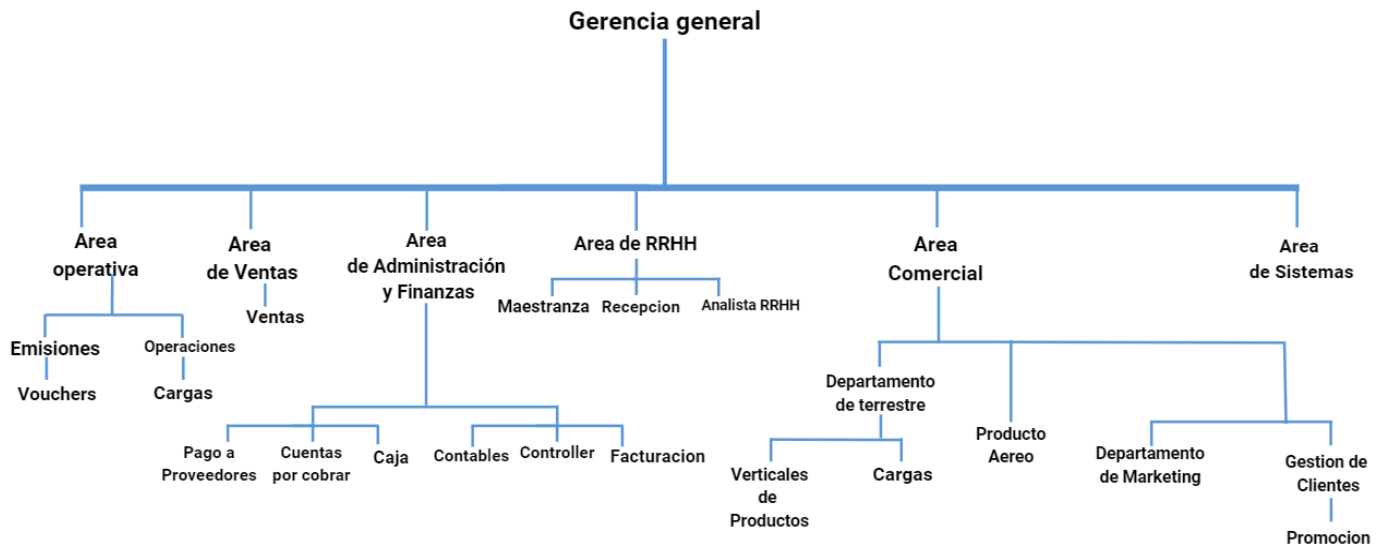 Gerencia general
Area
operativa
Area
de Ventas
Area
de Administración
y Finanzas
Area de RRHH
Area
Comercial
Area
de Sistemas
Ventas
Maestranza
Recepcion
Analista RRHH
Emisiones
Operaciones
Vouchers
Cargas
Departamento
de terrestre
Pago a
Proveedores
Cuentas
por cobrar
Caja
Contables
Controller
Facturacion
Verticales
de
Productos
Cargas
Producto
Aereo
Departamento
de Marketing
Gestion de
Clientes
Promocion